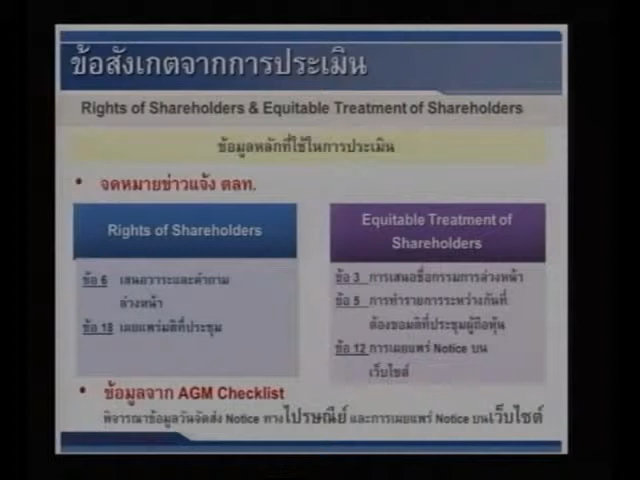 ข้อสังเกตจากการประเมิน
Rights of Shareholders & Equitable Treatment of Shareholders
ข้อมูลหลักที่ใช้ในการประเมิน
• จดหมายข่าวแจ้ง ตลท.
Rights of Shareholders
ข้อ 6 เสนอวาระและคำถาม
ล่วงหน้า
ข้อ 18 เผยแพร่มติที่ประชุม
Equitable Treatment of
Shareholders
ข้อ 3 การเสนอชื่อกรรมการล่วงหน้า
ข้อ 5 การทำรายการระหว่างกันที่
ต้องขอมติที่ประชุมผู้ถือหุ้น
ข้อ 12 การเผยแพร่ Notice บน
เว็บไซต์
• ข้อมูลจาก AGM Checklist
พิจารณาข้อมูลวันจัดส่ง Notice ทางไปรษณีย์ และการเผยแพร่ Notice บนเว็บไซต์